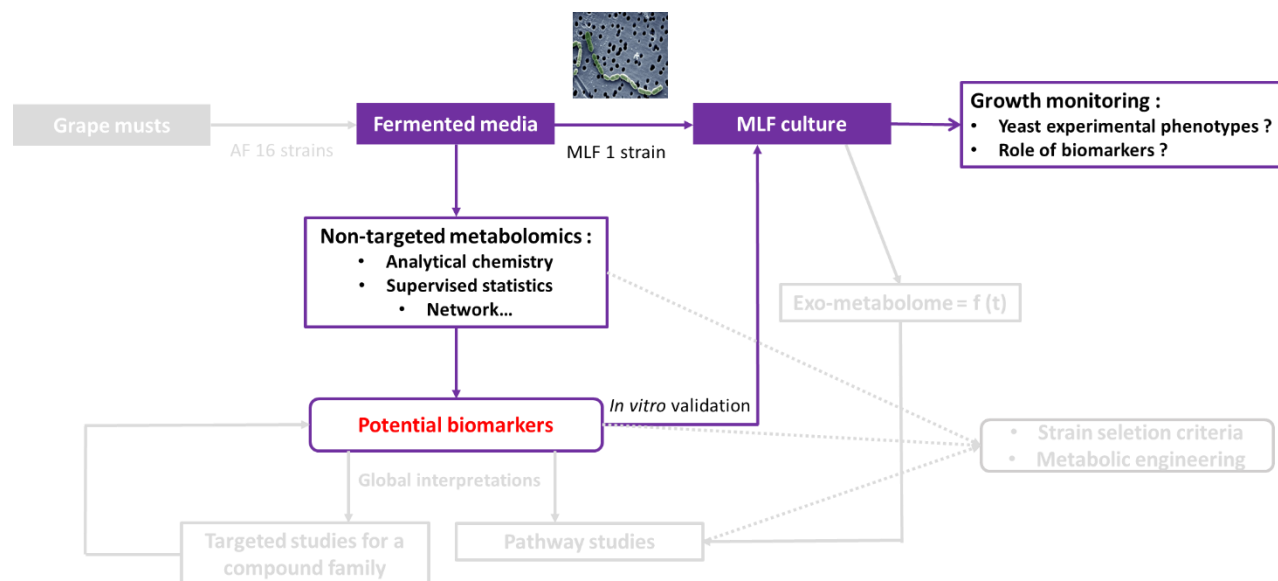 Grape musts
AF 16 strains
Fermented media
MLF 1 strain
MLF culture
Growth monitoring :
• Yeast experimental phenotypes ?
• Role of biomarkers ?
Non-targeted metabolomics :
• Analytical chemistry
• Supervised statistics
• Network...
Exo-metabolome = f (t)
Potential biomarkers
In vitro validation
• Strain seletion criteria
• Metabolic engineering
Global interpretations
Targeted studies for a
compound family
Pathway studies